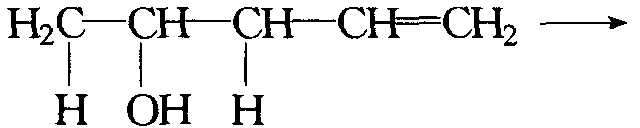 H₂C—CH—CH—CH=CH₂ ⟶
H OH H